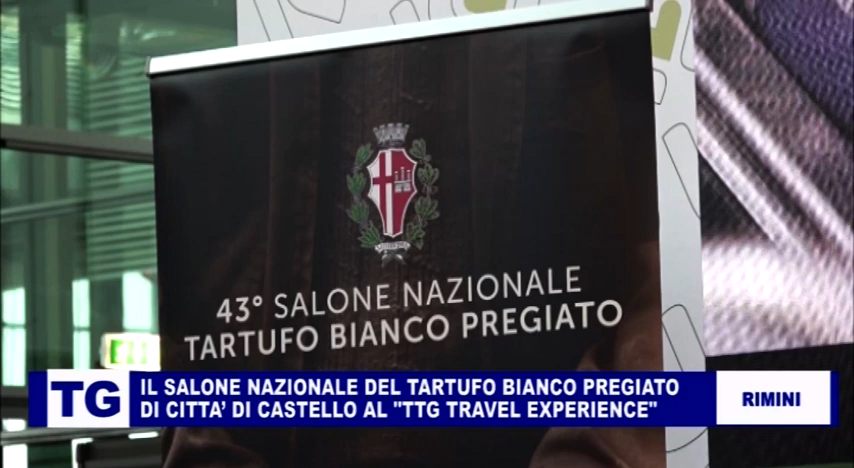 43° SALONE NAZIONALE
TARTUFO BIANCO PREGIATO
TG
IL SALONE NAZIONALE DEL TARTUFO BIANCO PREGIATO
DI CITTA' DI CASTELLO AL "TTG TRAVEL EXPERIENCE"
RIMINI